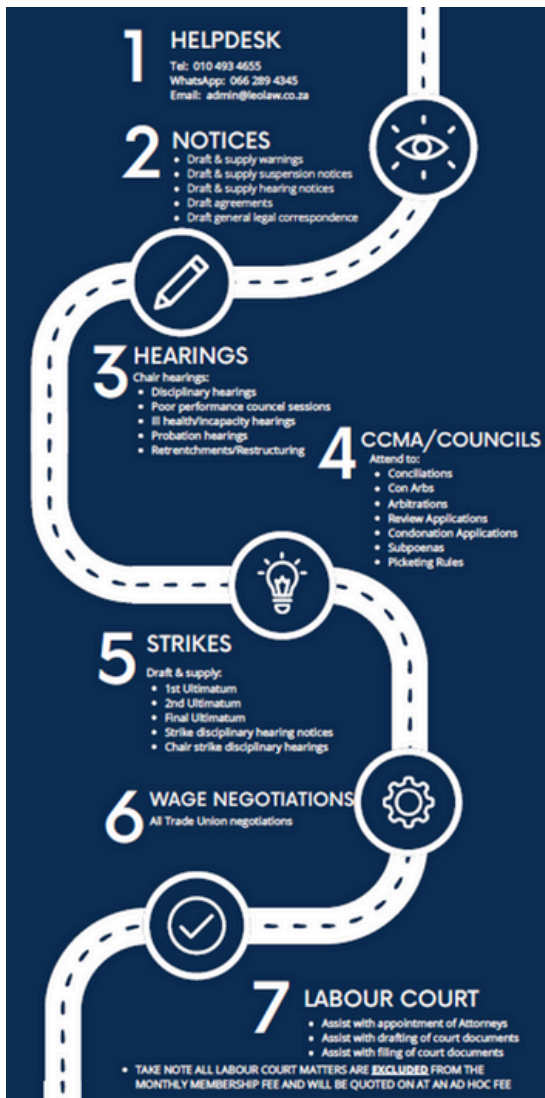 1 HELPDESK
Tel: 010 493 4655
WhatsApp: 066 289 4345
Email: admin@leolaw.co.za
2 NOTICES
• Draft & supply warnings
• Draft & supply suspension notices
• Draft & supply hearing notices
• Draft agreements
• Draft general legal correspondence
3 HEARINGS
Chair hearings:
• Disciplinary hearings
• Poor performance councel sessions
• Ill health/incapacity hearings
• Probation hearings
• Retrentchments/Restructuring
4 CCMA/COUNCILS
Attend to:
• Conciliations
• Con Arbs
• Arbitrations
• Review Applications
• Condonation Applications
• Subpoenas
• Picketing Rules
5 STRIKES
Draft & supply:
• 1st Ultimatum
• 2nd Ultimatum
• Final Ultimatum
• Strike disciplinary hearing notices
• Chair strike disciplinary hearings
6 WAGE NEGOTIATIONS
All Trade Union negotiations
7 LABOUR COURT
• Assist with appointment of Attorneys
• Assist with drafting of court documents
• Assist with filing of court documents
• TAKE NOTE ALL LABOUR COURT MATTERS ARE EXCLUDED FROM THE
MONTHLY MEMBERSHIP FEE AND WILL BE QUOTED ON AT AN AD HOC FEE